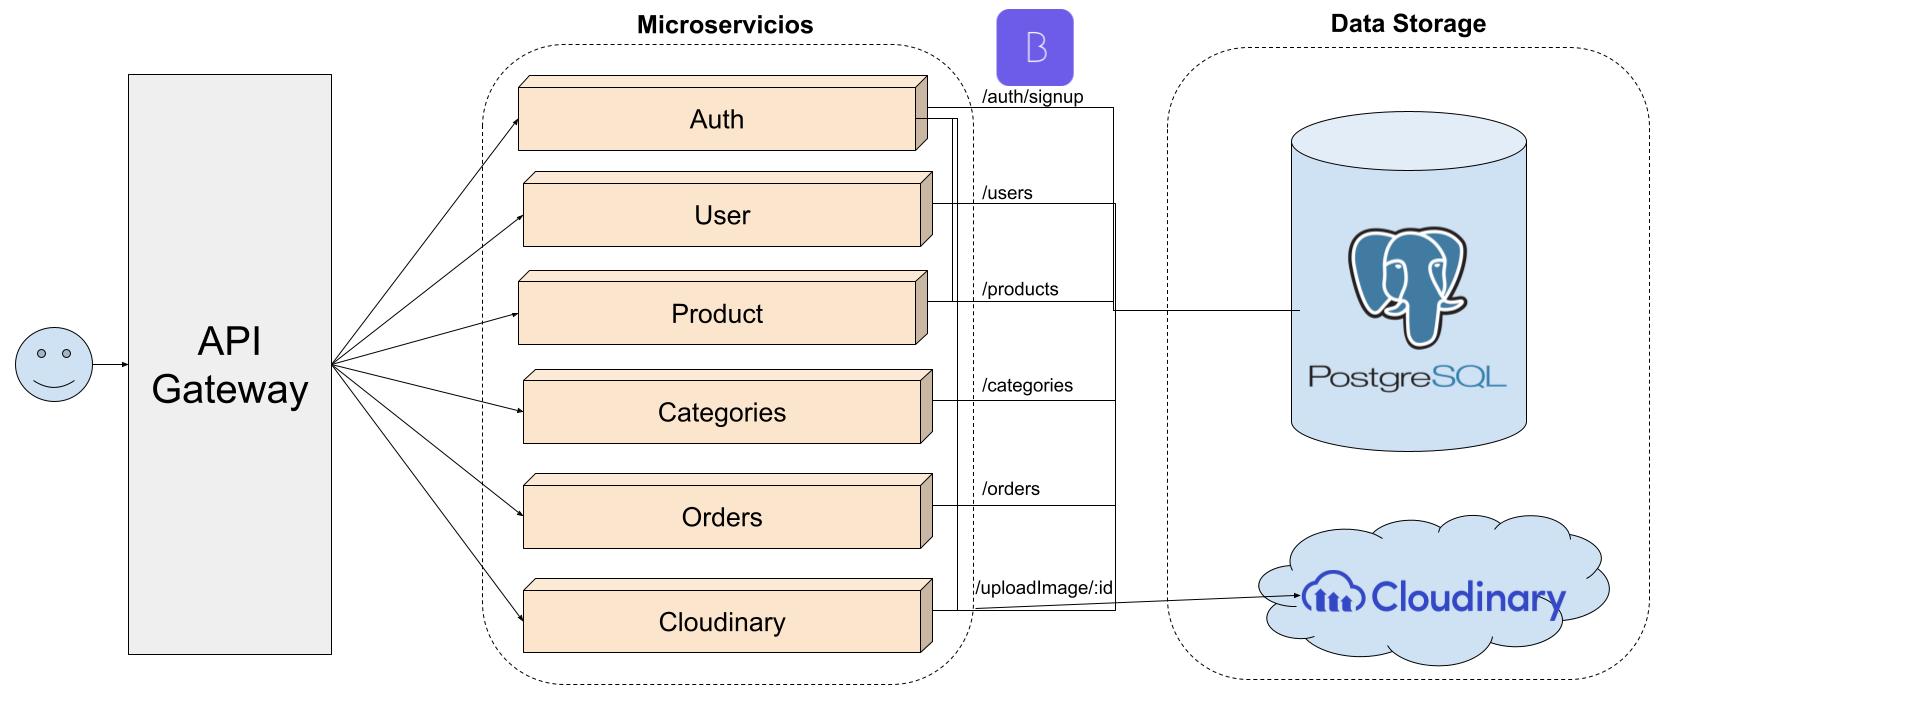 Microservicios
B
Data Storage
API
Gateway
Auth
/auth/signup
User
/users
Product
/products
Categories
/categories
Orders
/orders
Cloudinary
/uploadImage/:id
PostgreSQL
Cloudinary